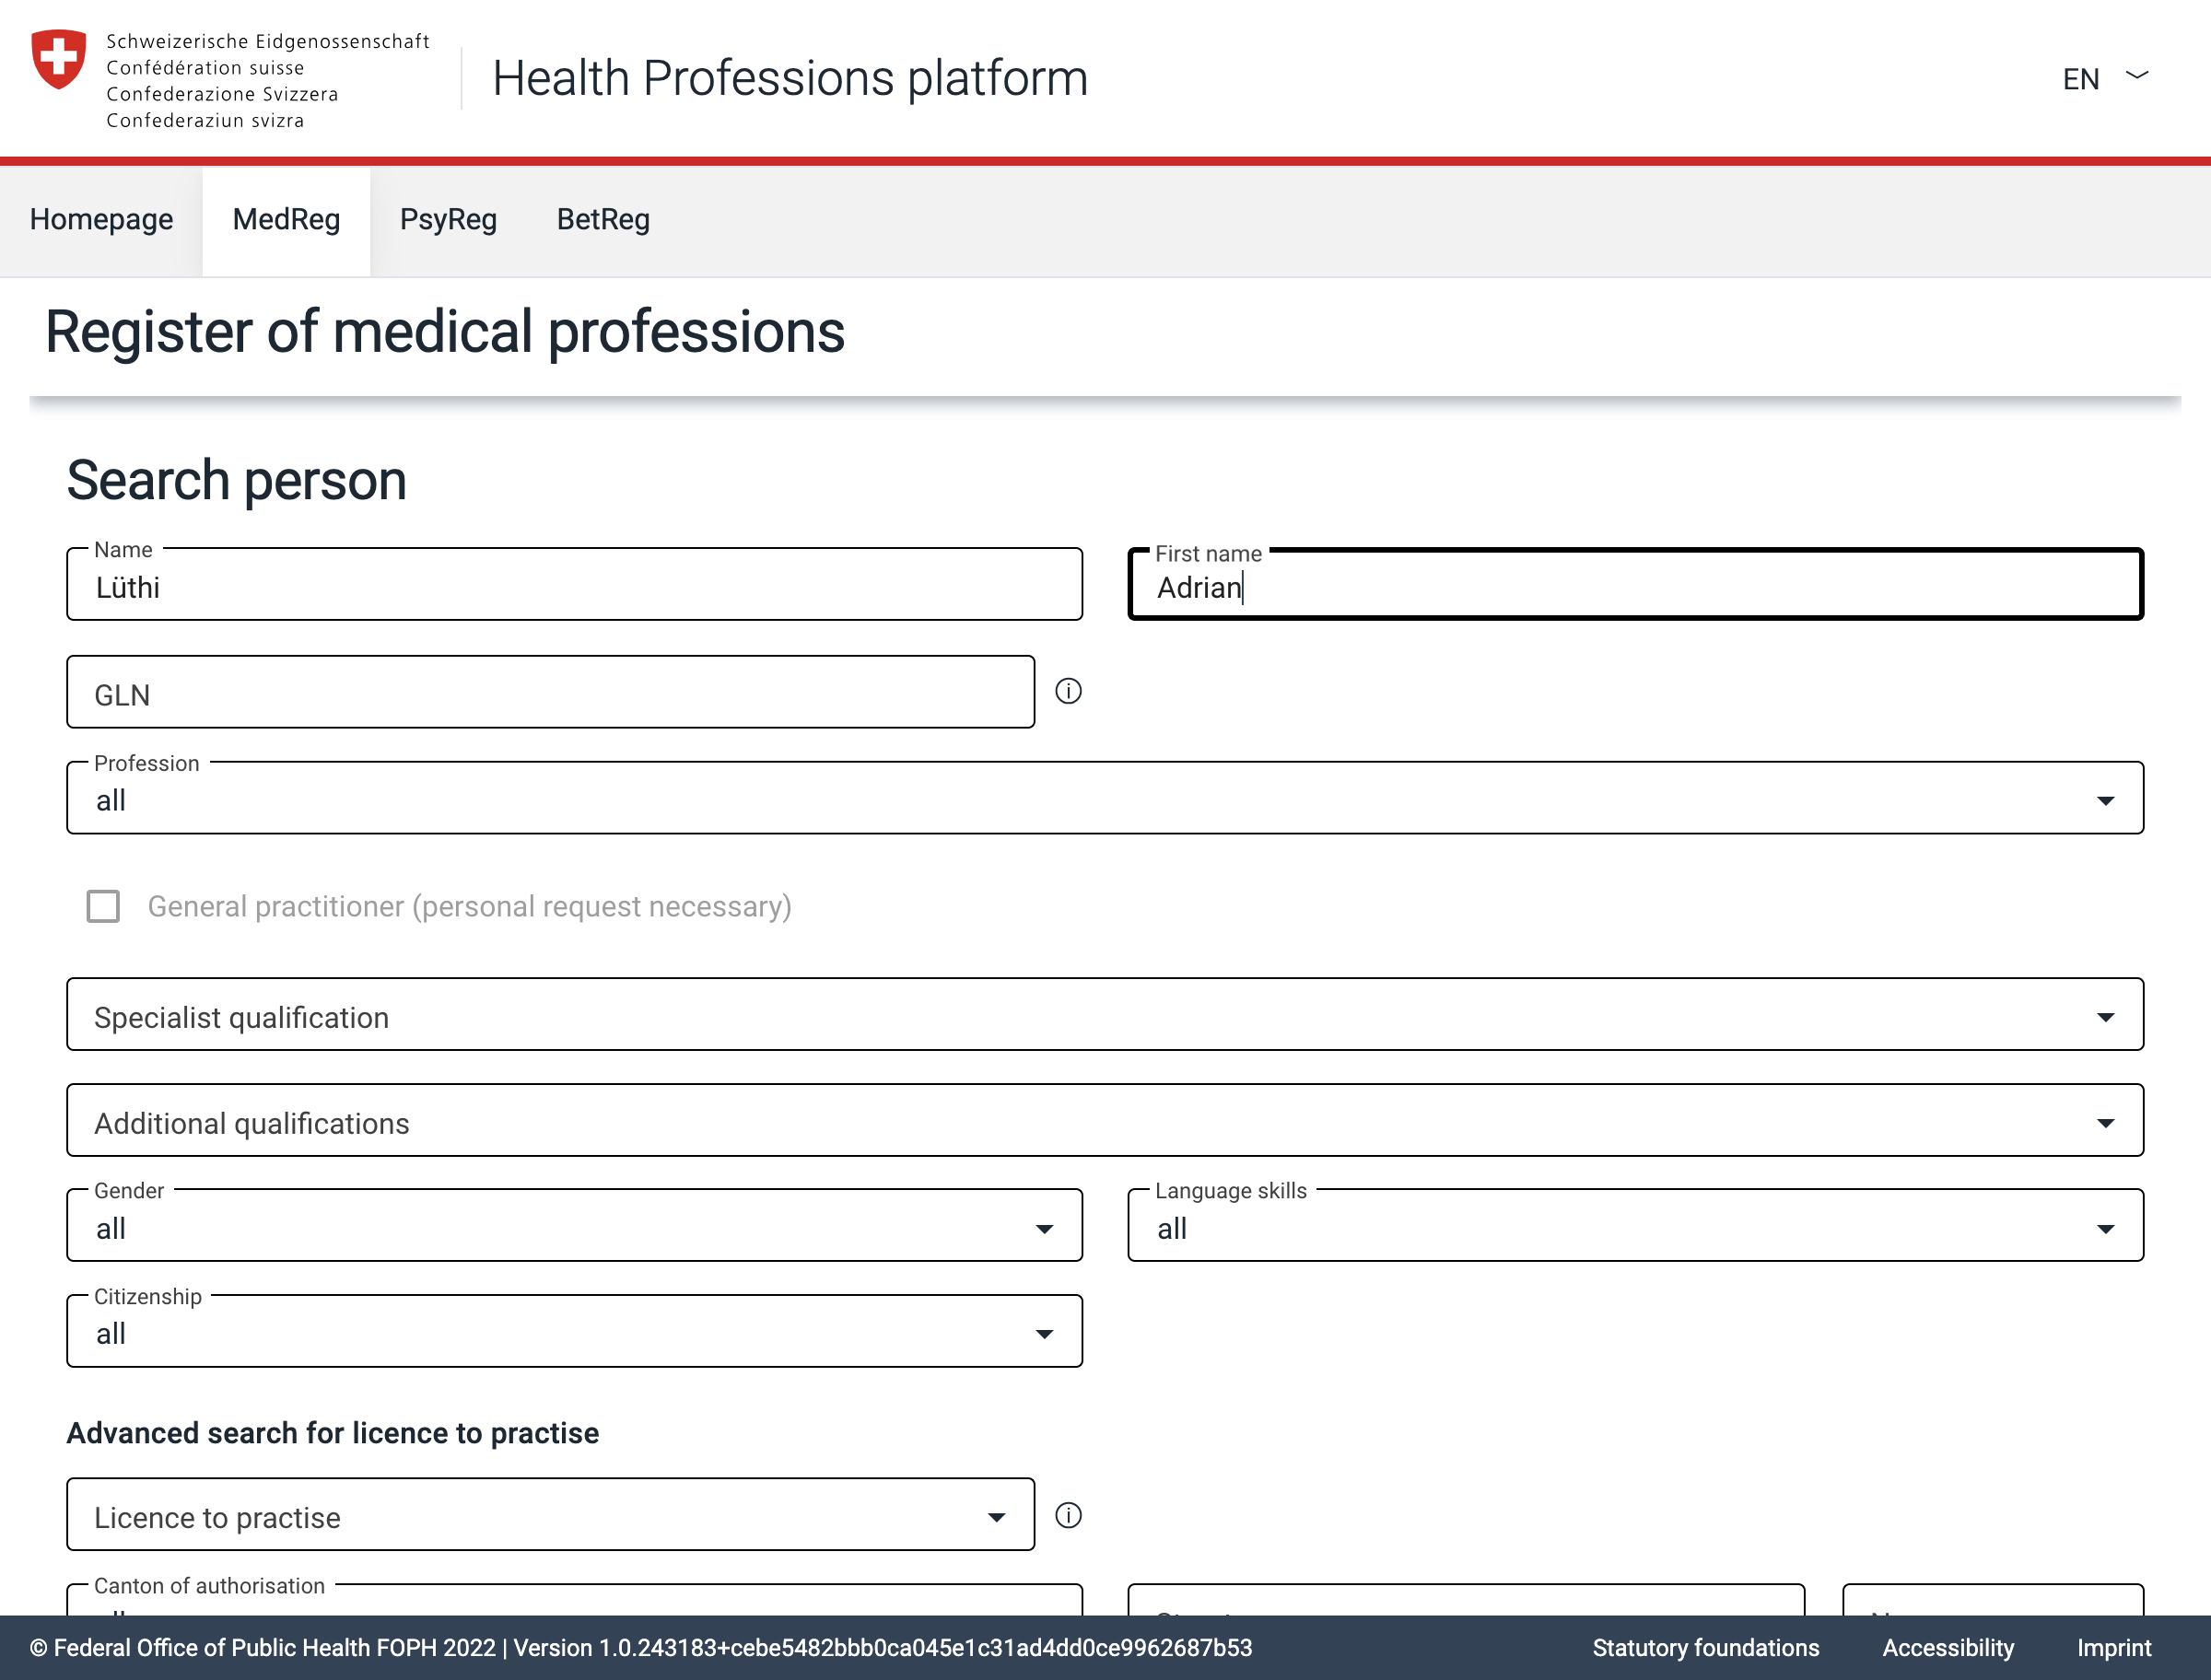 Schweizerische Eidgenossenschaft
Confédération suisse
Confederazione Svizzera
Confederaziun svizra
Health Professions platform
EN
Homepage MedReg PsyReg BetReg
Register of medical professions
Search person
Name
Lüthi
First name
Adrian
GLN
Profession
all
General practitioner (personal request necessary)
Specialist qualification
Additional qualifications
Gender
all
Language skills
all
Citizenship
all
Advanced search for licence to practise
Licence to practise
Canton of authorisation
© Federal Office of Public Health FOPH 2022 | Version 1.0.243183+cebe5482bbb0ca045e1c31ad4dd0ce9962687b53
Statutory foundations Accessibility Imprint